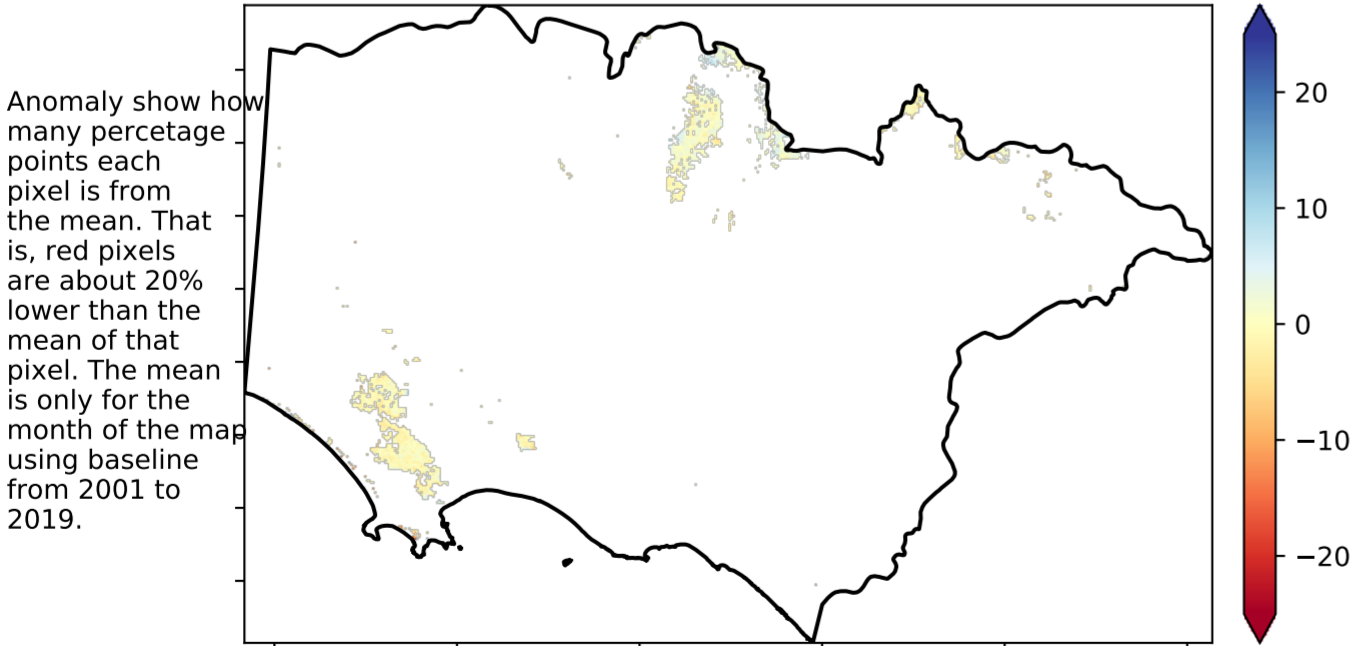 Anomaly show how
many percetage
points each
pixel is from
the mean. That
is, red pixels
are about 20%
lower than the
mean of that
pixel. The mean
is only for the
month of the map
using baseline
from 2001 to
2019.
20
10
0
−10
−20